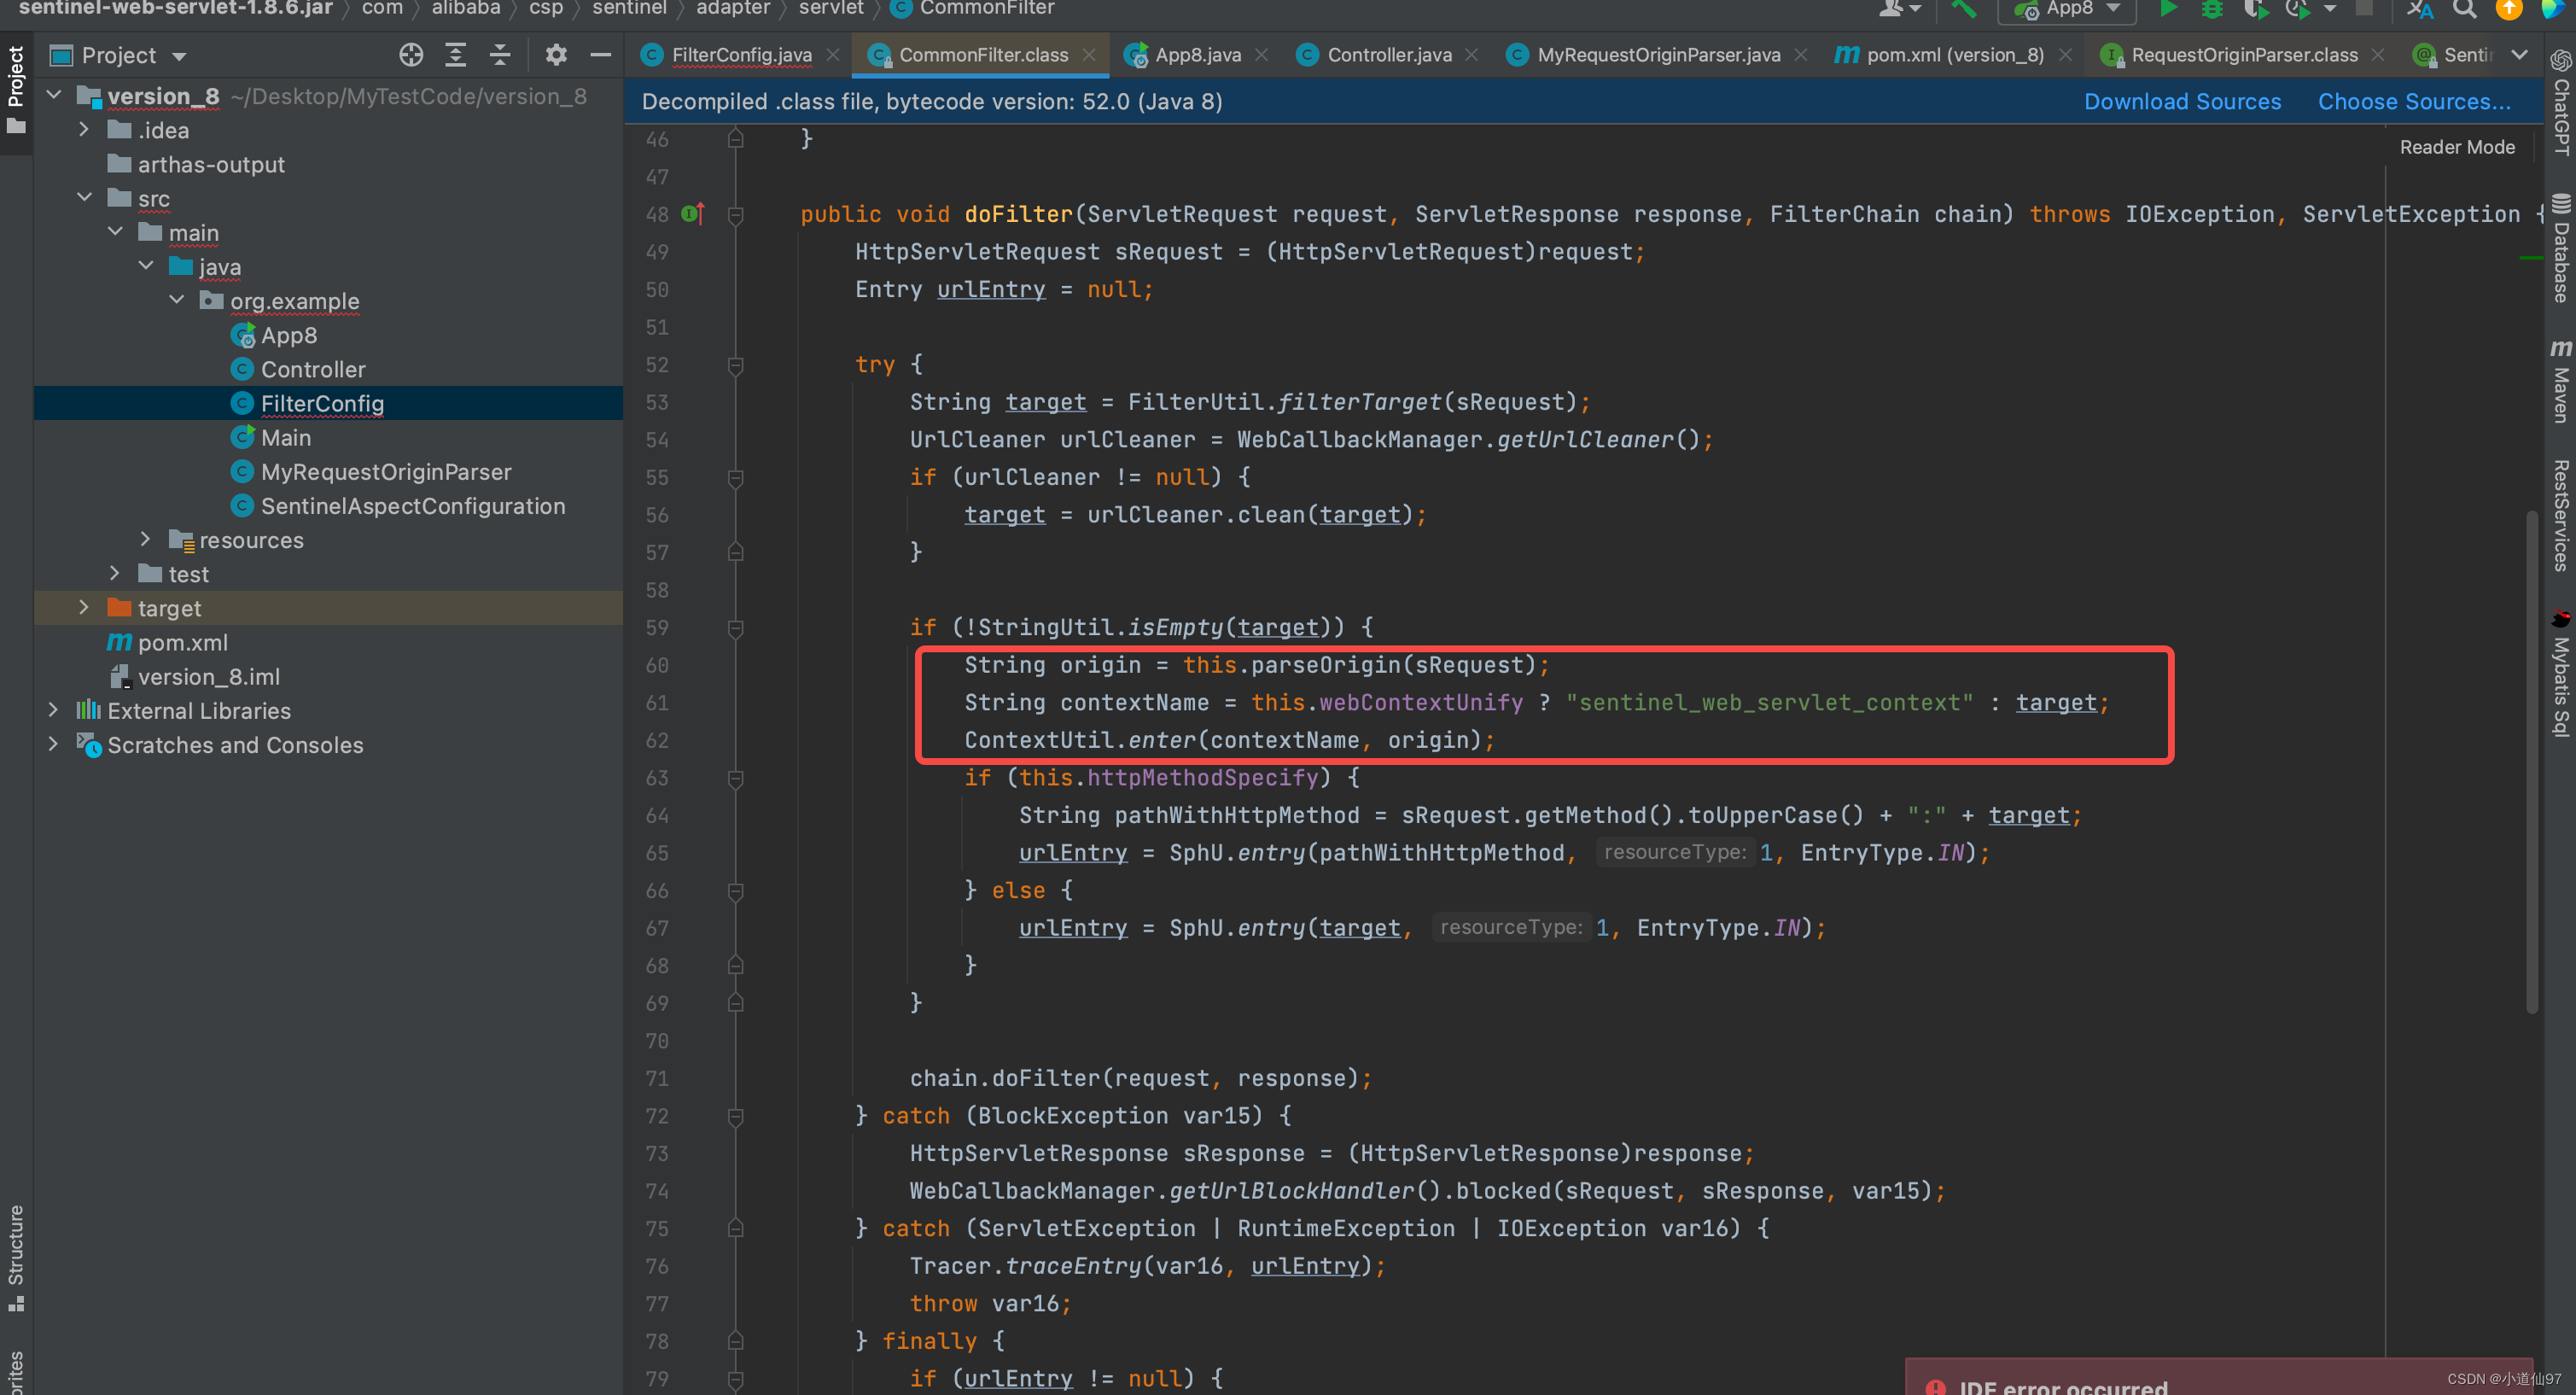 sentinel-web-servlet-1.8.6.jar com alibaba csp sentinel adapter servlet CommonFilter App8
Project FilterConfig.java CommonFilter.class App8.java Controller.java MyRequestOriginParser.java pom.xml (version_8) RequestOriginParser.class
Decompiled .class file, bytecode version: 52.0 (Java 8) Download Sources Choose Sources...
Reader Mode
Project
version_8 ~/Desktop/MyTestCode/version_8
.idea
arthas-output
src
main
java
org.example
App8
Controller
FilterConfig
Main
MyRequestOriginParser
SentinelAspectConfiguration
resources
test
target
pom.xml
version_8.iml
External Libraries
Scratches and Consoles
Structure
46 }
47
48 public void doFilter(ServletRequest request, ServletResponse response, FilterChain chain) throws IOException, ServletException {
49 HttpServletRequest sRequest = (HttpServletRequest)request;
50 Entry urlEntry = null;
51
52 try {
53 String target = FilterUtil.filterTarget(sRequest);
54 UrlCleaner urlCleaner = WebCallbackManager.getUrlCleaner();
55 if (urlCleaner != null) {
56 target = urlCleaner.clean(target);
57 }
58
59 if (!StringUtil.isEmpty(target)) {
60 String origin = this.parseOrigin(sRequest);
61 String contextName = this.webContextUnify ? "sentinel_web_servlet_context" : target;
62 ContextUtil.enter(contextName, origin);
63 if (this.httpMethodSpecify) {
64 String pathWithHttpMethod = sRequest.getMethod().toUpperCase() + ":" + target;
65 urlEntry = SphU.entry(pathWithHttpMethod, resourceType: 1, EntryType.IN);
66 } else {
67 urlEntry = SphU.entry(target, resourceType: 1, EntryType.IN);
68 }
69 }
70
71 chain.doFilter(request, response);
72 } catch (BlockException var15) {
73 HttpServletResponse sResponse = (HttpServletResponse)response;
74 WebCallbackManager.getUrlBlockHandler().blocked(sRequest, sResponse, var15);
75 } catch (ServletException | RuntimeException | IOException var16) {
76 Tracer.traceEntry(var16, urlEntry);
77 throw var16;
78 } finally {
79 if (urlEntry != null) {
ChatGPT
Database
Maven
RestServices
Mybatis Sql
IDE error occurred
CSDN @小道仙97